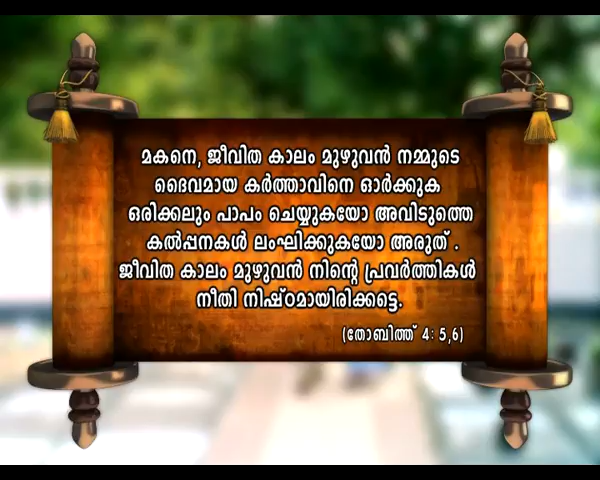 മകനെ, ജീവിത കാലം മുഴുവൻ നമ്മുടെ
ദൈവമായ കർത്താവിനെ ഓർക്കുക
ഒരിക്കലും പാപം ചെയ്യുകയോ അവിടുത്തെ
കൽപ്പനകൾ ലംഘിക്കുകയോ അരുത് .
ജീവിത കാലം മുഴുവൻ നിന്റെ പ്രവർത്തികൾ
നീതി നിഷ്ഠമായിരിക്കട്ടെ.
(തോബിത്ത് 4: 5,6)